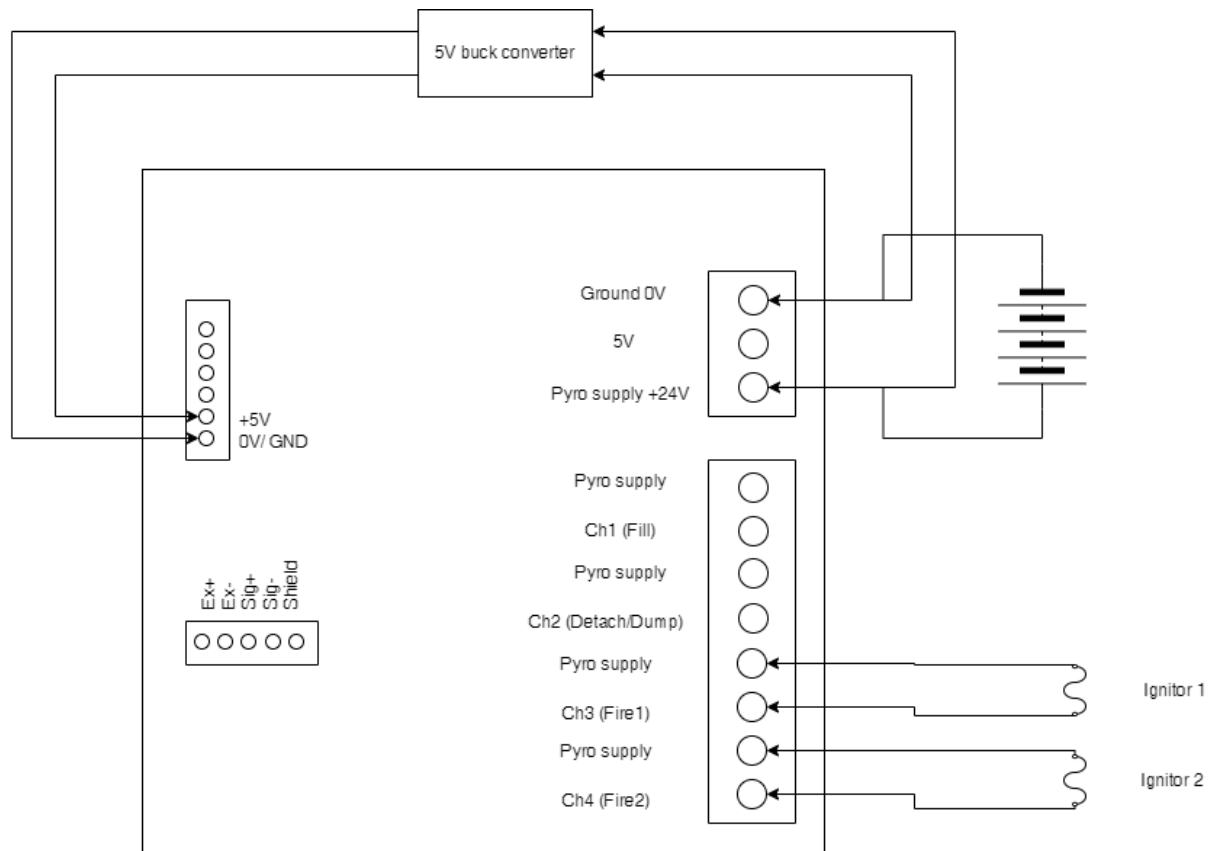 5V buck converter
Ground 0V
5V
Pyro supply +24V
+5V
0V/ GND
Pyro supply
Ch1 (Fill)
Pyro supply
Ch2 (Detach/Dump)
Pyro supply
Ch3 (Fire1)
Pyro supply
Ch4 (Fire2)
Ex+
Ex-
Sig+
Sig-
Shield
Ignitor 1
Ignitor 2